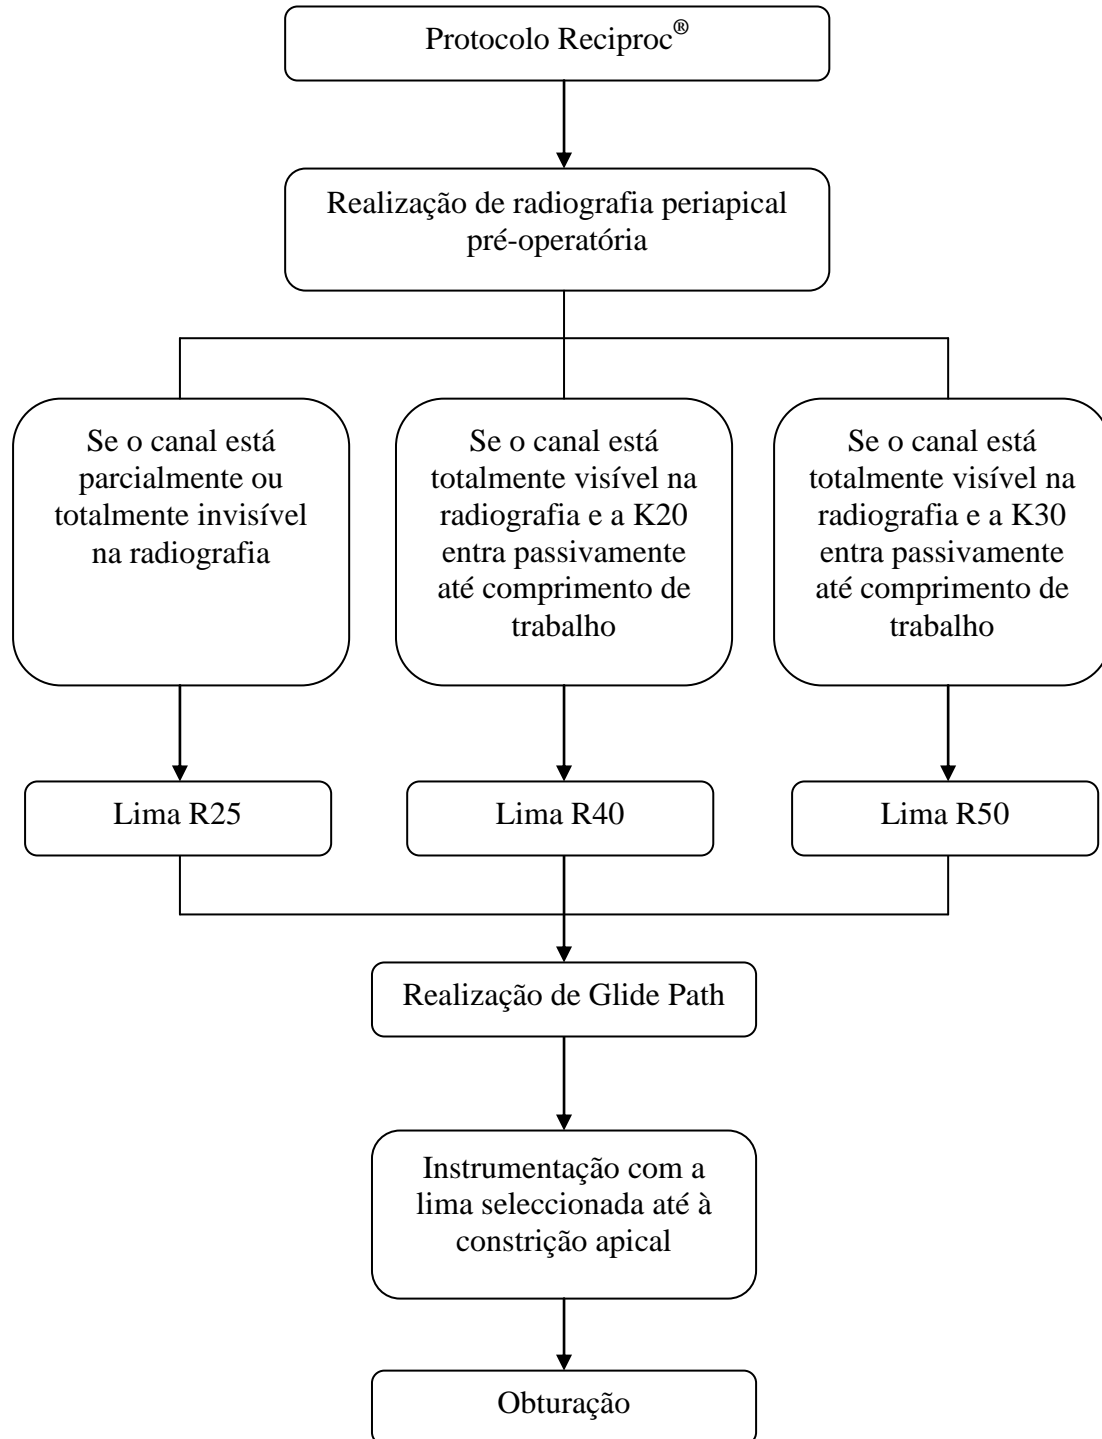 Protocolo Reciproc®
Realização de radiografia periapical
pré-operatória
Se o canal está
parcialmente ou
totalmente invisível
na radiografia
Se o canal está
totalmente visível na
radiografia e a K20
entra passivamente
até comprimento de
trabalho
Se o canal está
totalmente visível na
radiografia e a K30
entra passivamente
até comprimento de
trabalho
Lima R25
Lima R40
Lima R50
Realização de Glide Path
Instrumentação com a
lima seleccionada até à
constrição apical
Obturação